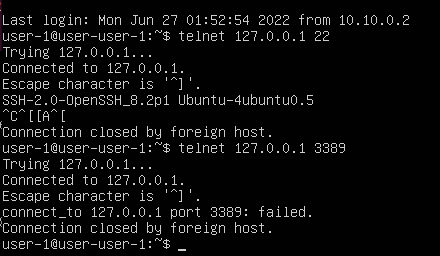 Last login: Mon Jun 27 01:52:54 2022 from 10.10.0.2
user-1@user-user-1:~$ telnet 127.0.0.1 22
Trying 127.0.0.1...
Connected to 127.0.0.1.
Escape character is '^]'.
SSH-2.0-OpenSSH_8.2p1 Ubuntu-4ubuntu0.5
^C^[[A^[
Connection closed by foreign host.
user-1@user-user-1:~$ telnet 127.0.0.1 3389
Trying 127.0.0.1...
Connected to 127.0.0.1.
Escape character is '^]'.
connect_to 127.0.0.1 port 3389: failed.
Connection closed by foreign host.
user-1@user-user-1:~$ _